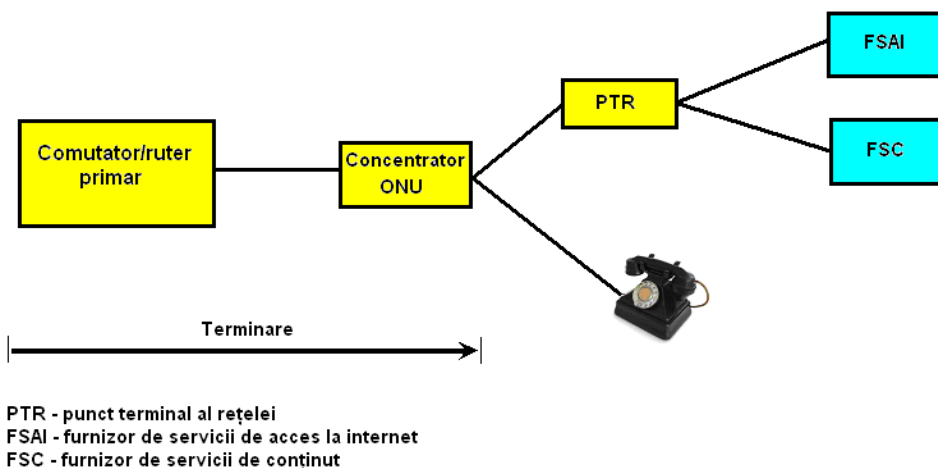 FSAI
PTR
Comutator/ruter
primar
Concentrator
ONU
FSC
Terminare
PTR - punct terminal al rețelei
FSAI - furnizor de servicii de acces la internet
FSC - furnizor de servicii de conținut